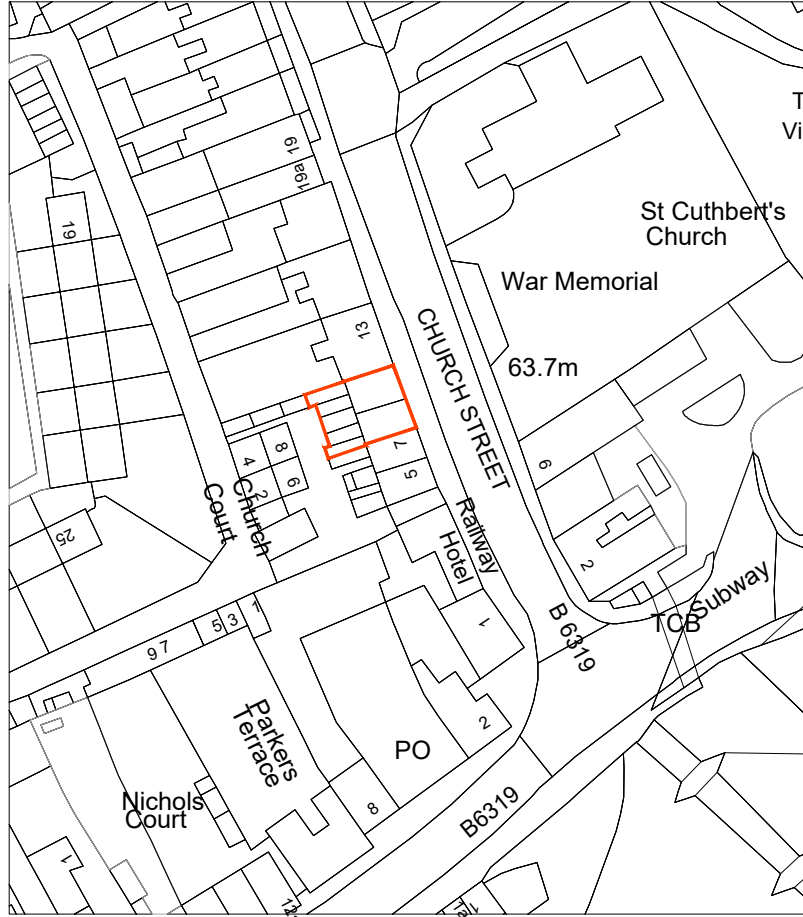 T
Vi
19
19a
19
St Cuthbert's
Church
War Memorial
13
CHURCH STREET
63.7m
7
5
8
4
6
2
Church
Court
9
Railway
Hotel
25
2
Subway
TCB
B 6319
1
5
3
1
9 7
Parkers
Terrace
2
PO
Nichols
Court
8
B6319
1